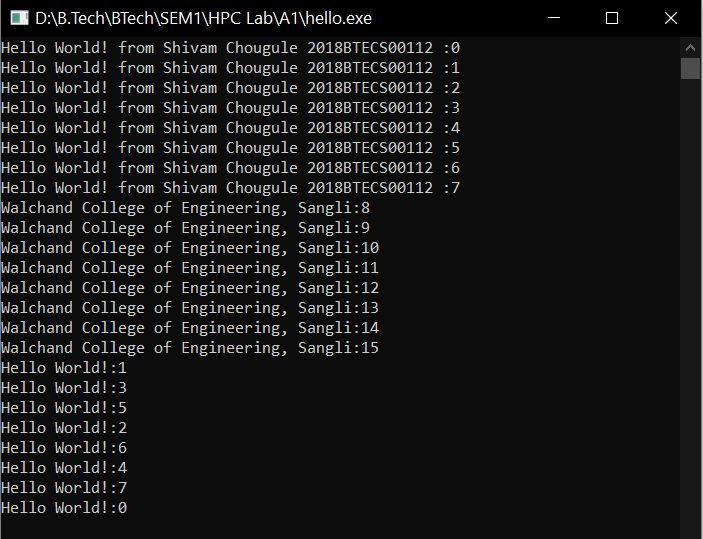 D:\B.Tech\BTech\SEM1\HPC Lab\A1\hello.exe
Hello World! from Shivam Chougule 2018BTECS00112 :0
Hello World! from Shivam Chougule 2018BTECS00112 :1
Hello World! from Shivam Chougule 2018BTECS00112 :2
Hello World! from Shivam Chougule 2018BTECS00112 :3
Hello World! from Shivam Chougule 2018BTECS00112 :4
Hello World! from Shivam Chougule 2018BTECS00112 :5
Hello World! from Shivam Chougule 2018BTECS00112 :6
Hello World! from Shivam Chougule 2018BTECS00112 :7
Walchand College of Engineering, Sangli:8
Walchand College of Engineering, Sangli:9
Walchand College of Engineering, Sangli:10
Walchand College of Engineering, Sangli:11
Walchand College of Engineering, Sangli:12
Walchand College of Engineering, Sangli:13
Walchand College of Engineering, Sangli:14
Walchand College of Engineering, Sangli:15
Hello World!:1
Hello World!:3
Hello World!:5
Hello World!:2
Hello World!:6
Hello World!:4
Hello World!:7
Hello World!:0